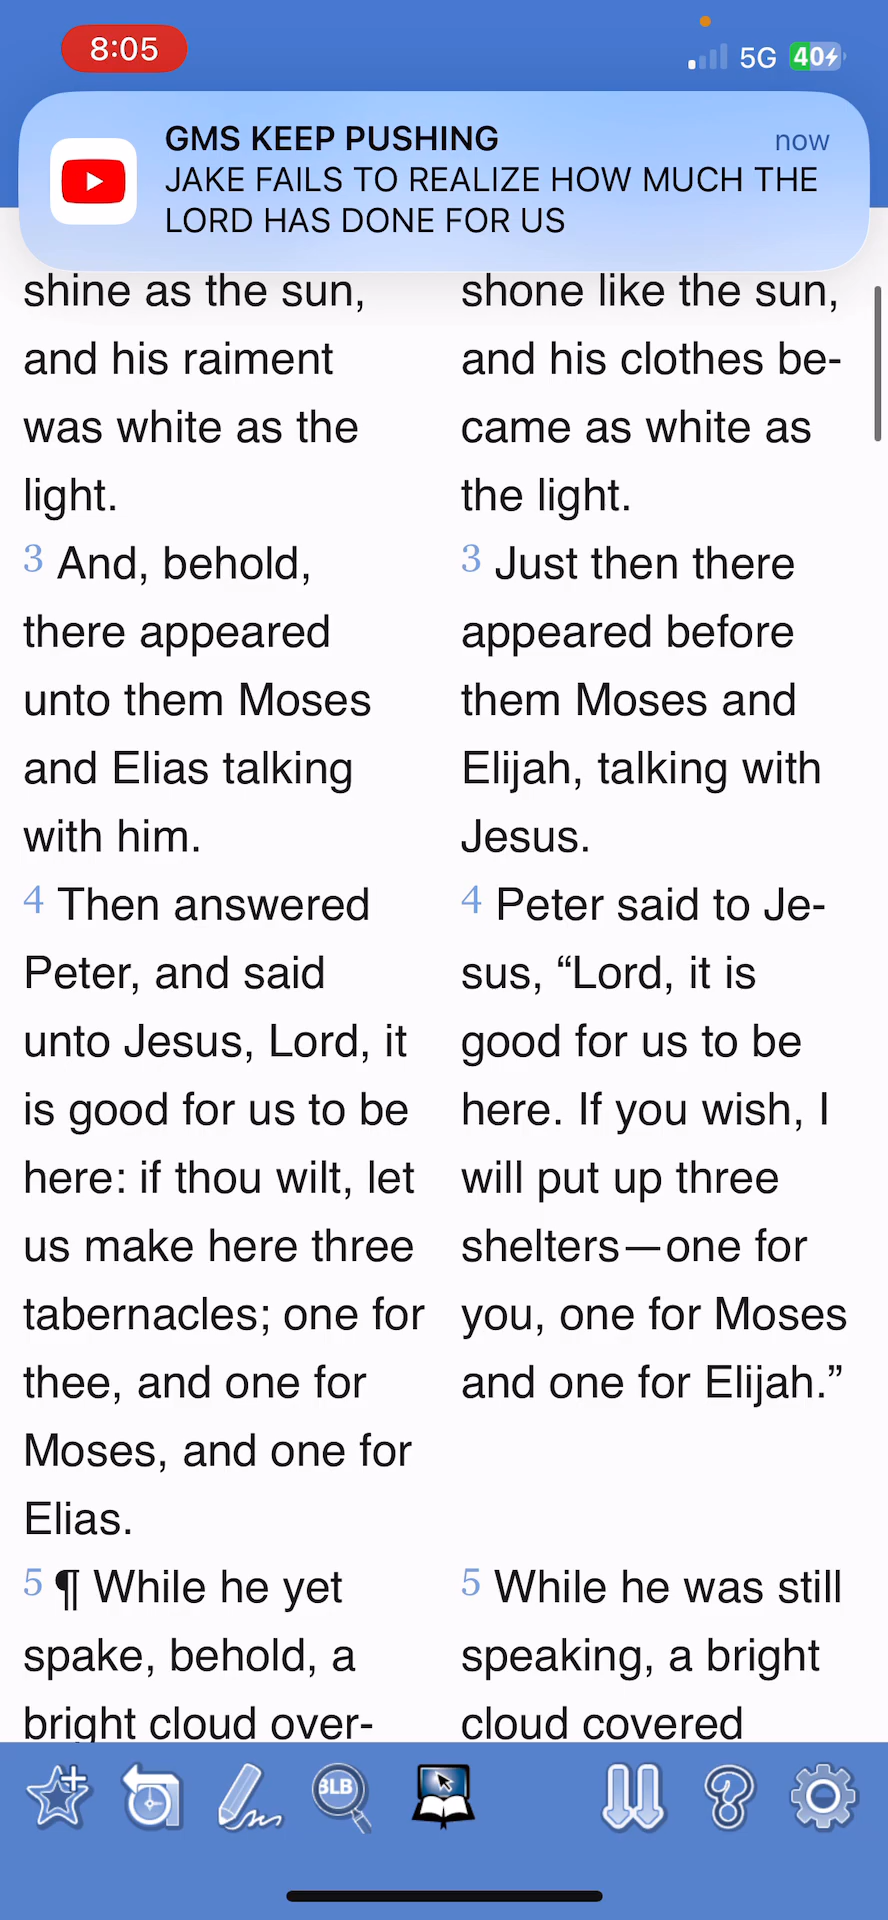 8:05
5G 40
GMS KEEP PUSHING
now
JAKE FAILS TO REALIZE HOW MUCH THE
LORD HAS DONE FOR US
shine as the sun,
and his raiment
was white as the
light.
3 And, behold,
there appeared
unto them Moses
and Elias talking
with him.
4 Then answered
Peter, and said
unto Jesus, Lord, it
is good for us to be
here: if thou wilt, let
us make here three
tabernacles; one for
thee, and one for
Moses, and one for
Elias.
5 ¶ While he yet
spake, behold, a
bright cloud over-
shone like the sun,
and his clothes be-
came as white as
the light.
3 Just then there
appeared before
them Moses and
Elijah, talking with
Jesus.
4 Peter said to Je-
sus, “Lord, it is
good for us to be
here. If you wish, I
will put up three
shelters—one for
you, one for Moses
and one for Elijah.”
5 While he was still
speaking, a bright
cloud covered
BLB